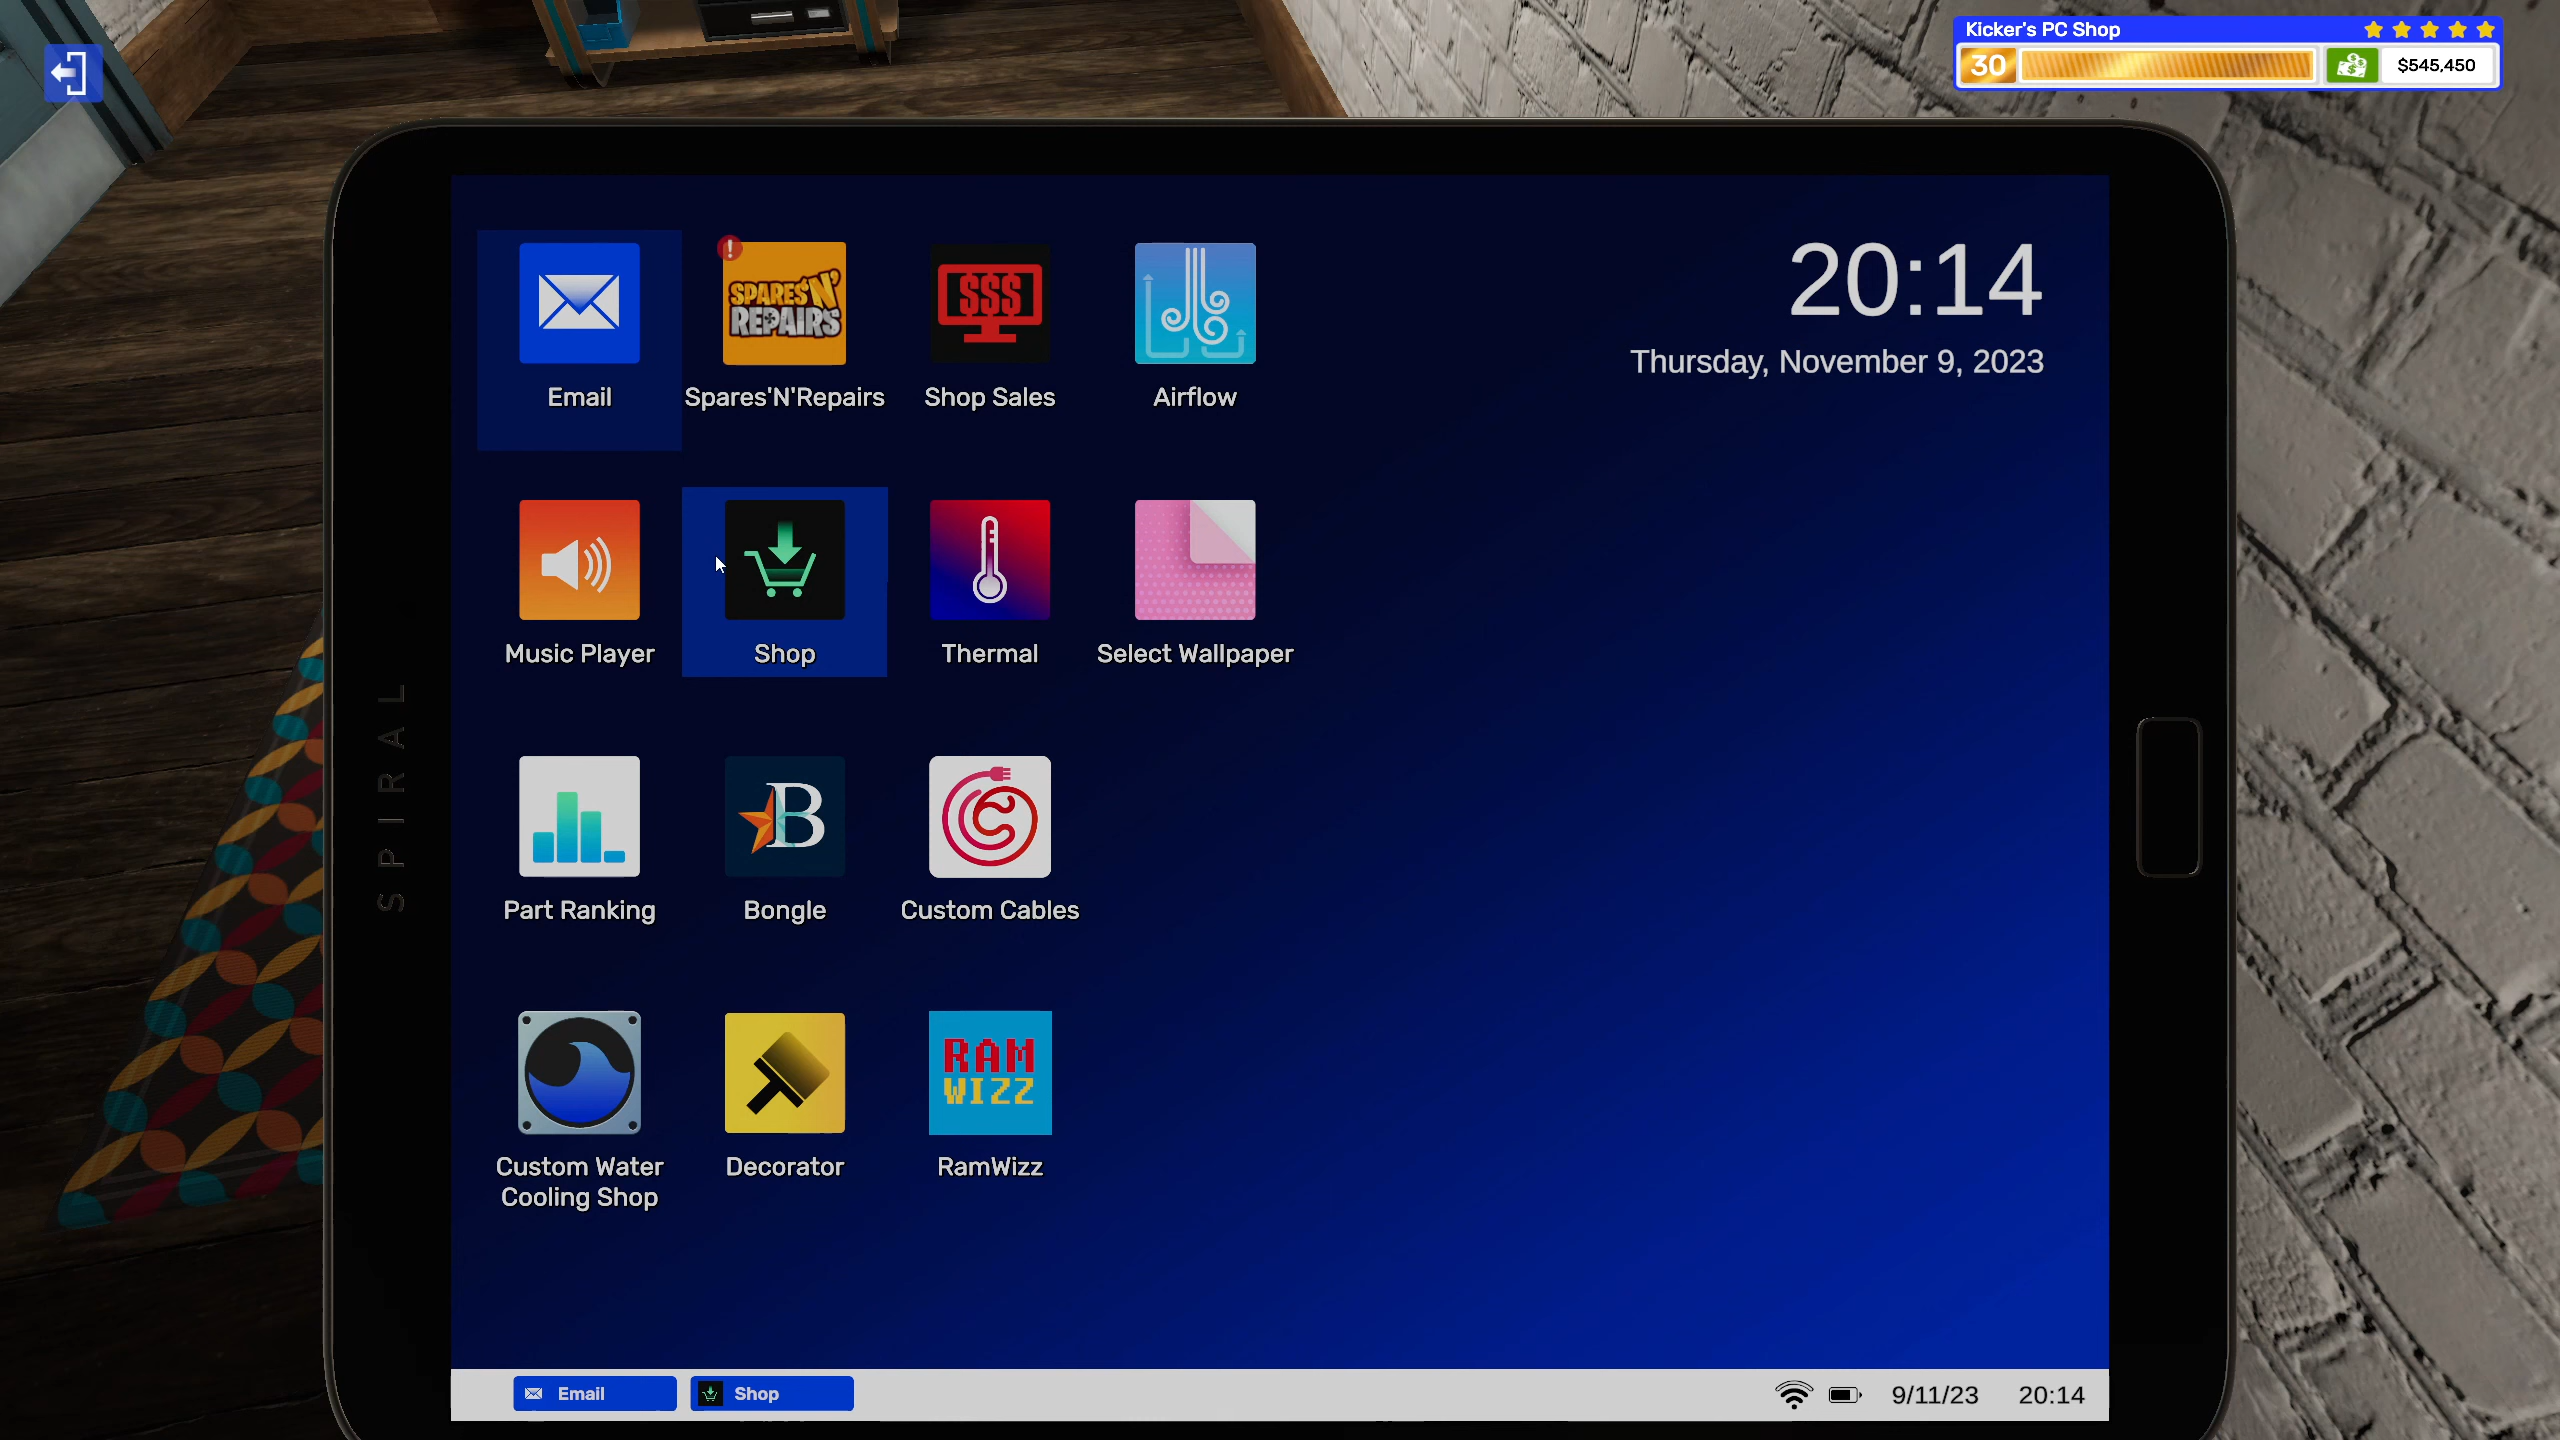 Kicker's PC Shop
30
$545,450
SPIRAL
20:14
Thursday, November 9, 2023
Email
SPARES 'N' REPAIRS
Spares'N'Repairs
$$$
Shop Sales
Airflow
Music Player
Shop
Thermal
Select Wallpaper
Part Ranking
B
Bongle
C
Custom Cables
Custom Water
Cooling Shop
Decorator
RAM
WIZZ
RamWizz
Email
Shop
9/11/23
20:14